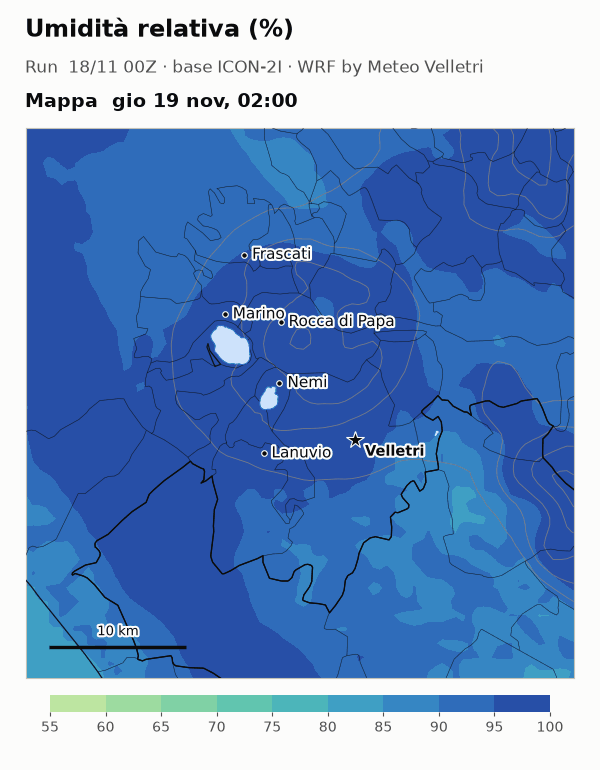 Umidità relativa (%)
Run  18/11 00Z · base ICON-2I · WRF by Meteo Velletri
Mappa  gio 19 nov, 02:00
Frascati
Marino
Rocca di Papa
Nemi
Velletri
Lanuvio
10 km
55 60 65 70 75 80 85 90 95 100